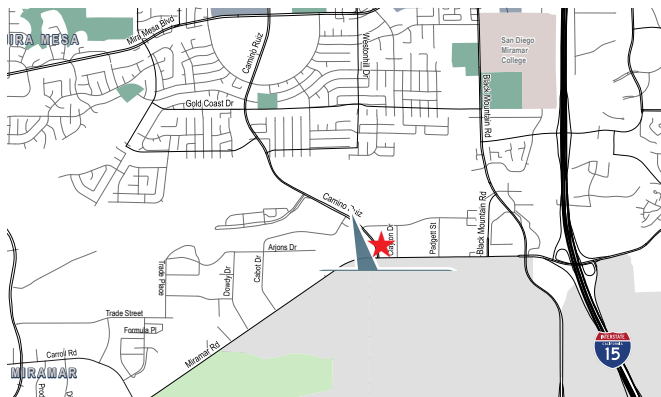 Mira Mesa Blvd
IRA MESA
Camino Ruiz
Westonhill Dr
San Diego
Miramar
College
Black Mountain Rd
Gold Coast Dr
Camino Ruiz
Black Mountain Rd
Padgett St
Arjons Dr
Trade Place
Dowdy Dr
Cabot Dr
Trade Street
Formula Pl
Miramar Rd
Carroll Rd
MIRAMAR
INTERSTATE
CALIFORNIA
15